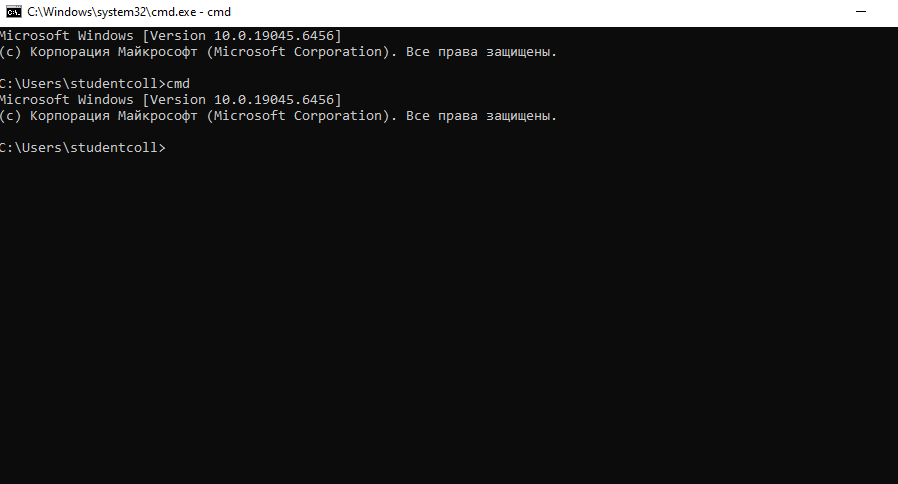 C:\Windows\system32\cmd.exe - cmd
Microsoft Windows [Version 10.0.19045.6456]
(c) Корпорация Майкрософт (Microsoft Corporation). Все права защищены.
C:\Users\studentcoll>cmd
Microsoft Windows [Version 10.0.19045.6456]
(c) Корпорация Майкрософт (Microsoft Corporation). Все права защищены.
C:\Users\studentcoll>